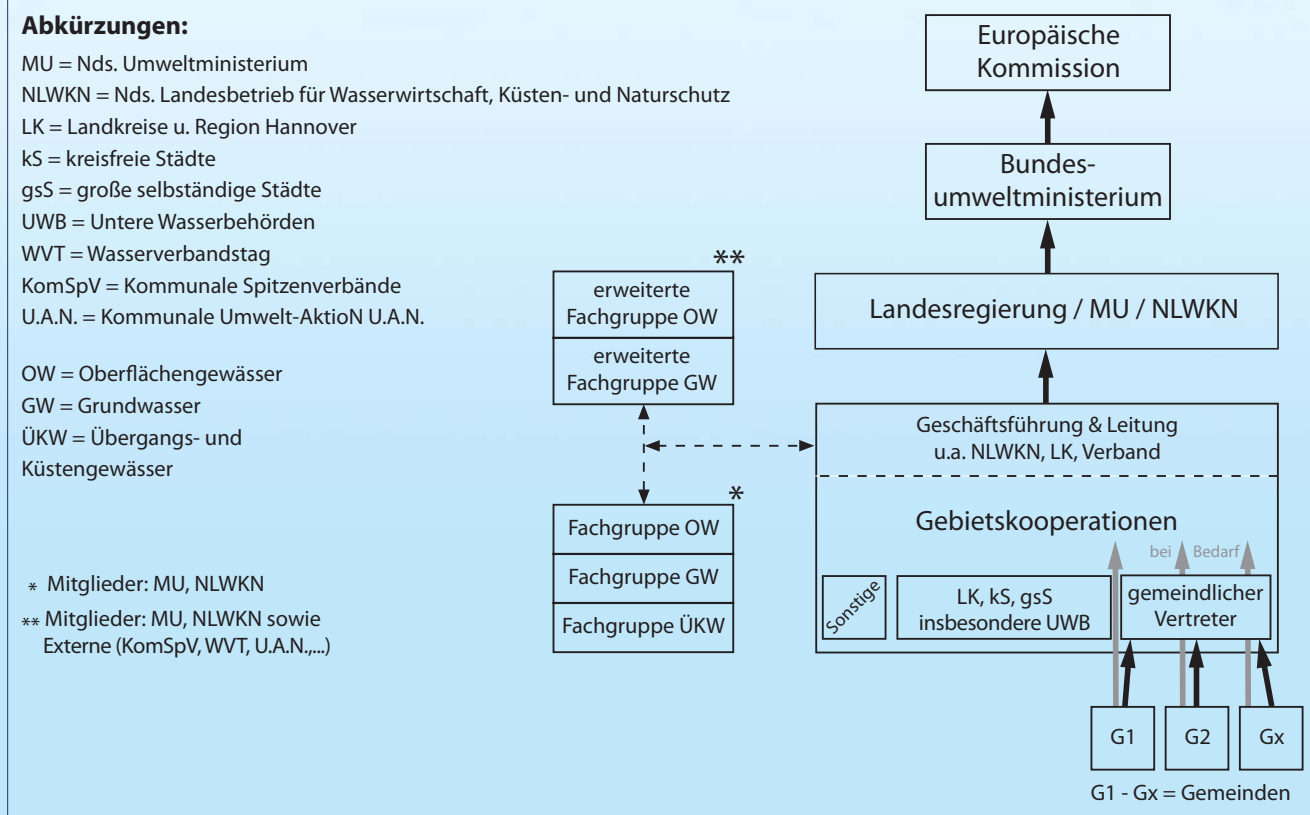 Abkürzungen:
MU = Nds. Umweltministerium
NLWKN = Nds. Landesbetrieb für Wasserwirtschaft, Küsten- und Naturschutz
LK = Landkreise u. Region Hannover
kS = kreisfreie Städte
gsS = große selbständige Städte
UWB = Untere Wasserbehörden
WVT = Wasserverbandstag
KomSpV = Kommunale Spitzenverbände
U.A.N. = Kommunale Umwelt-AktioN U.A.N.
OW = Oberflächengewässer
GW = Grundwasser
ÜKW = Übergangs- und
Küstengewässer
* Mitglieder: MU, NLWKN
** Mitglieder: MU, NLWKN sowie
Externe (KomSpV, WVT, U.A.N.,...)
**
erweiterte
Fachgruppe OW
erweiterte
Fachgruppe GW
*
Fachgruppe OW
Fachgruppe GW
Fachgruppe ÜKW
Europäische
Kommission
Bundes-
umweltministerium
Landesregierung / MU / NLWKN
Geschäftsführung & Leitung
u.a. NLWKN, LK, Verband
Gebietskooperationen
bei Bedarf
Sonstige
LK, kS, gsS
insbesondere UWB
gemeindlicher
Vertreter
G1
G2
Gx
G1 - Gx = Gemeinden